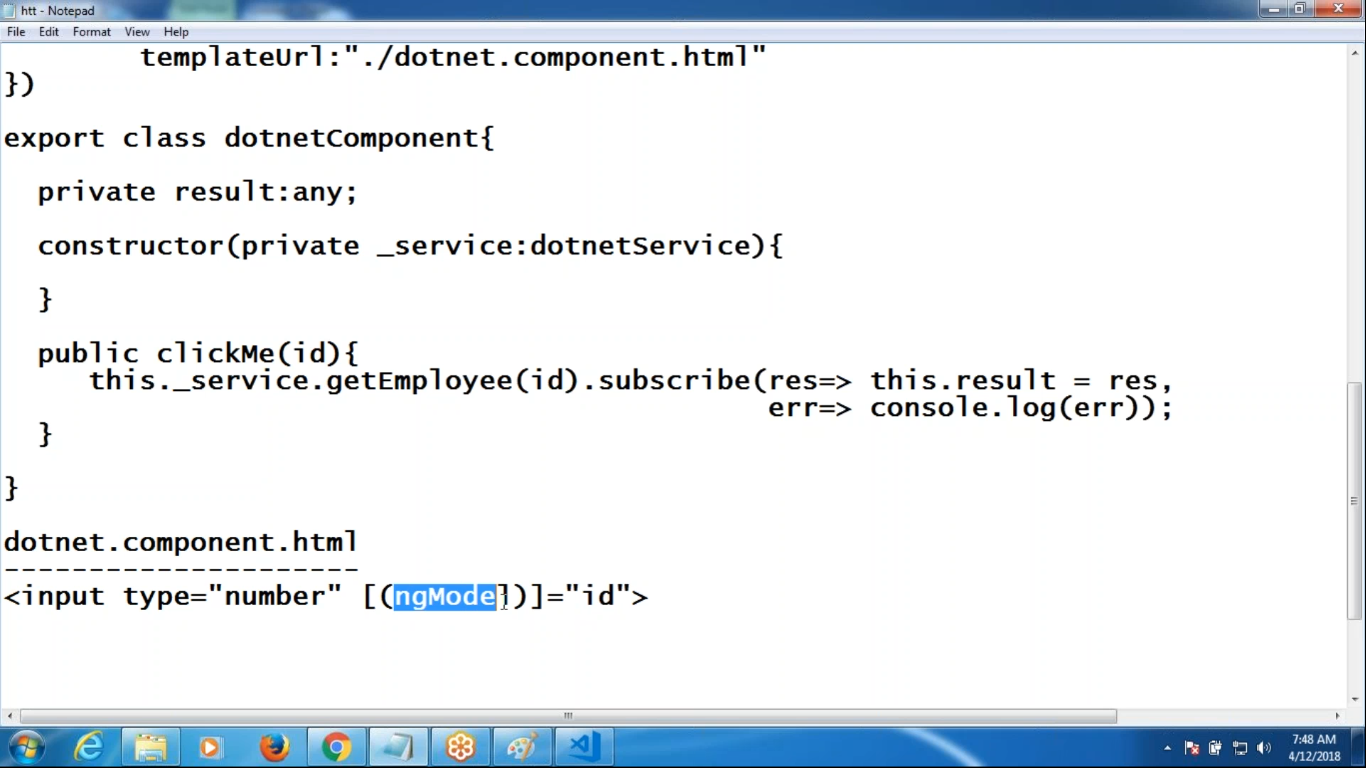 htt - Notepad
File Edit Format View Help
templateUrl:"./dotnet.component.html"
})
export class dotnetComponent{
private result:any;
constructor(private _service:dotnetService){
}
public clickMe(id){
this._service.getEmployee(id).subscribe(res=> this.result = res,
err=> console.log(err));
}
}
dotnet.component.html
---------------------
<input type="number" [(ngModel)]="id">
7:48 AM
4/12/2018